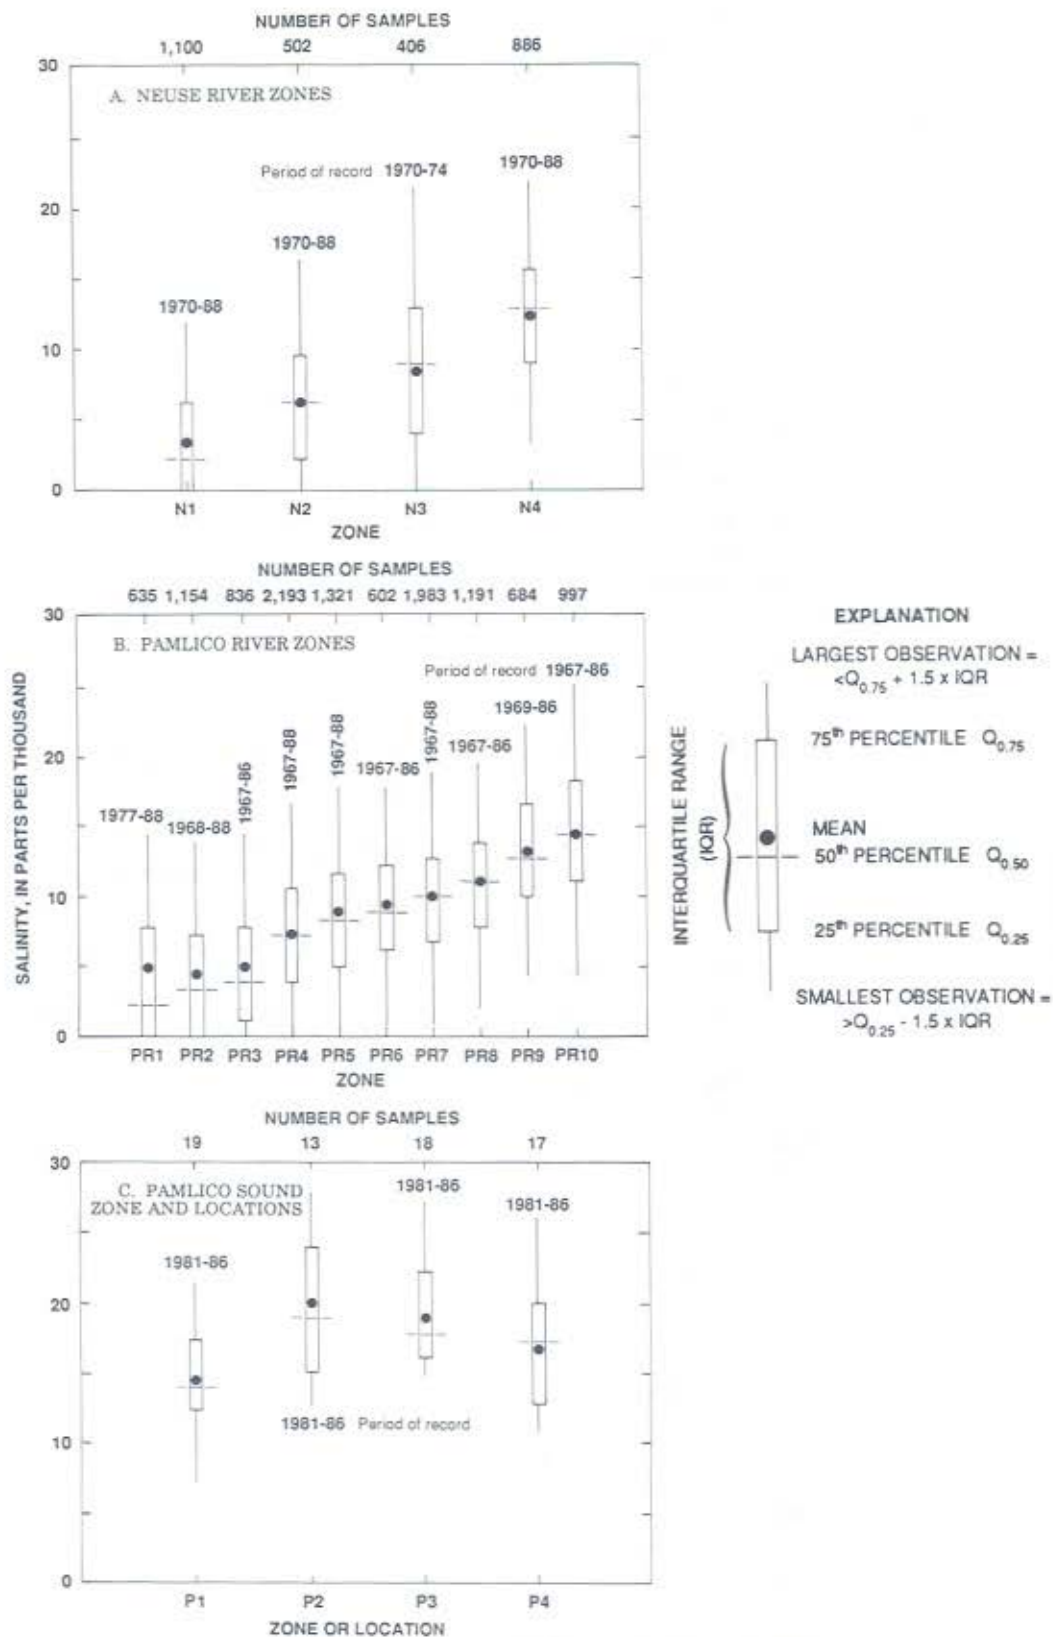 NUMBER OF SAMPLES
1,100 502 406 886
30
A. NEUSE RIVER ZONES
Period of record 1970-74 1970-88
20
1970-88
1970-88
10
0
N1 N2 N3 N4
ZONE
NUMBER OF SAMPLES
635 1,154 836 2,193 1,321 602 1,983 1,191 684 997
30
B. PAMLICO RIVER ZONES
Period of record 1967-86
1969-86
1967-88
1967-86
1967-88
1967-86
1967-88
20
1967-86
1977-88
1968-88
10
0
PR1 PR2 PR3 PR4 PR5 PR6 PR7 PR8 PR9 PR10
ZONE
SALINITY, IN PARTS PER THOUSAND
EXPLANATION
LARGEST OBSERVATION =
<Q0.75 + 1.5 x IQR
75th PERCENTILE Q0.75
INTERQUARTILE RANGE
(IQR)
MEAN
50th PERCENTILE Q0.50
25th PERCENTILE Q0.25
SMALLEST OBSERVATION =
>Q0.25 - 1.5 x IQR
NUMBER OF SAMPLES
19 13 18 17
30
C. PAMLICO SOUND
ZONE AND LOCATIONS
1981-86
1981-86
1981-86
20
1981-86 Period of record
10
0
P1 P2 P3 P4
ZONE OR LOCATION